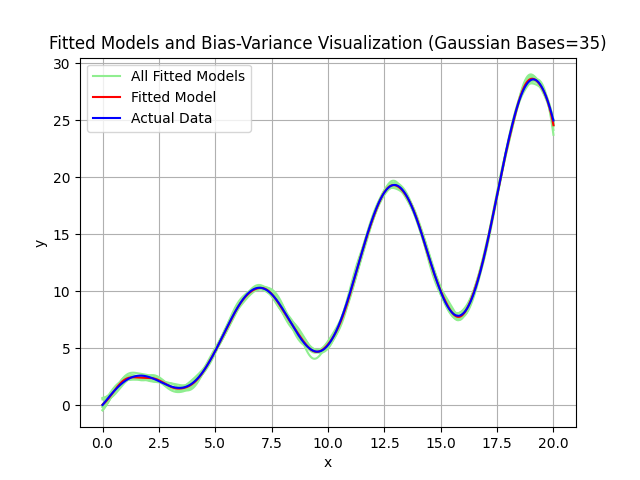 Fitted Models and Bias-Variance Visualization (Gaussian Bases=35)
All Fitted Models
Fitted Model
Actual Data
30
25
20
15
10
5
0
y
0.0 2.5 5.0 7.5 10.0 12.5 15.0 17.5 20.0
x